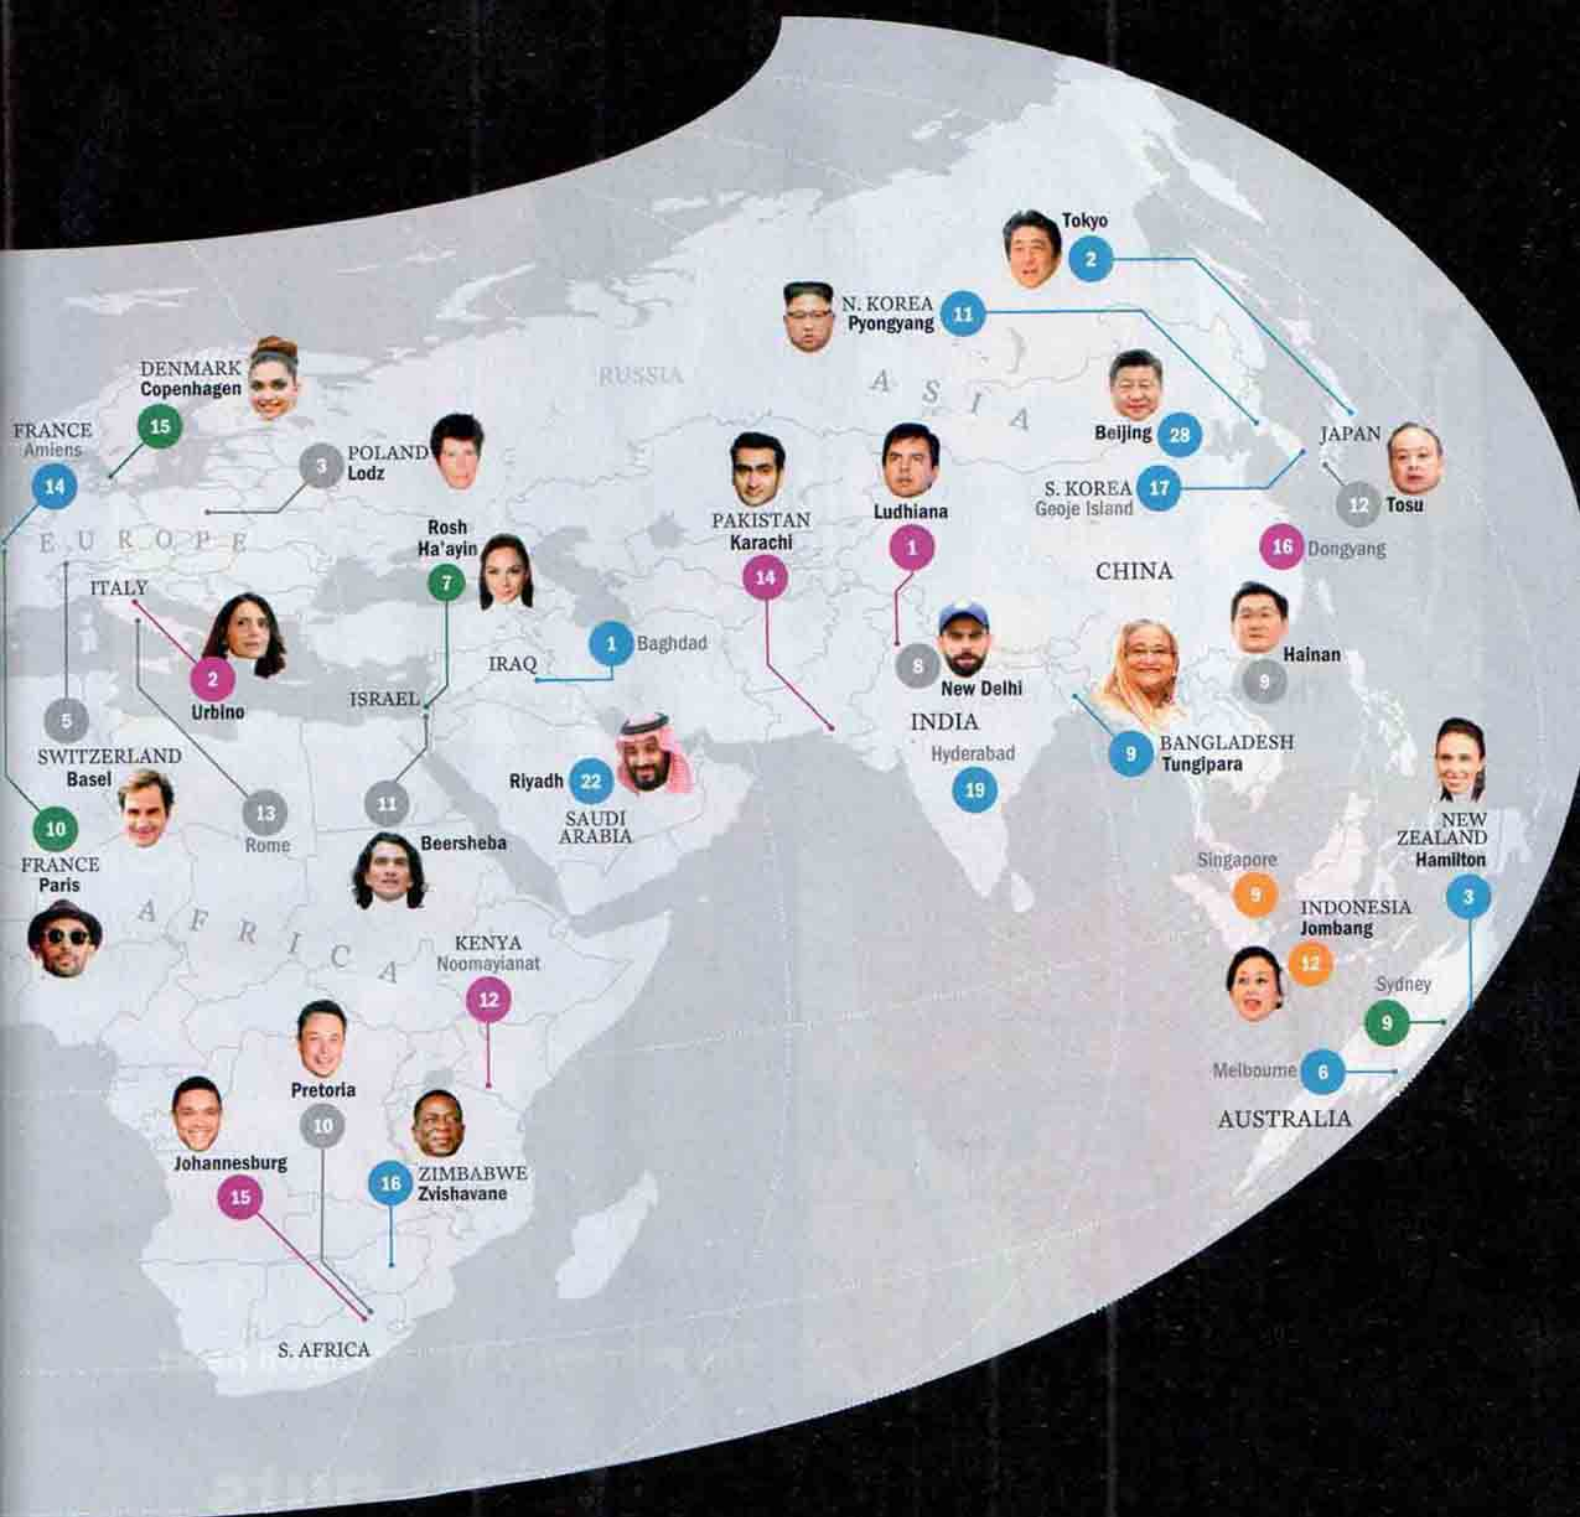 Tokyo
2
N. KOREA
Pyongyang
11
RUSSIA
ASIA
DENMARK
Copenhagen
15
FRANCE
Amiens
14
3
POLAND
Lodz
Beijing
28
JAPAN
S. KOREA
Geoje Island
17
12
Tosu
PAKISTAN
Karachi
14
Ludhiana
1
Rosh
Ha'ayin
7
EUROPE
16
Dongyang
CHINA
ITALY
2
Urbino
IRAQ
1
Baghdad
ISRAEL
8
New Delhi
INDIA
Hyderabad
19
Hainan
9
9
BANGLADESH
Tungipara
5
SWITZERLAND
Basel
13
Rome
11
Beersheba
Riyadh
22
SAUDI
ARABIA
10
FRANCE
Paris
NEW
ZEALAND
Hamilton
3
Singapore
9
INDONESIA
Jombang
12
AFRICA
KENYA
Noomayianat
12
Sydney
9
Melbourne
6
AUSTRALIA
Pretoria
10
Johannesburg
15
16
ZIMBABWE
Zvishavane
S. AFRICA